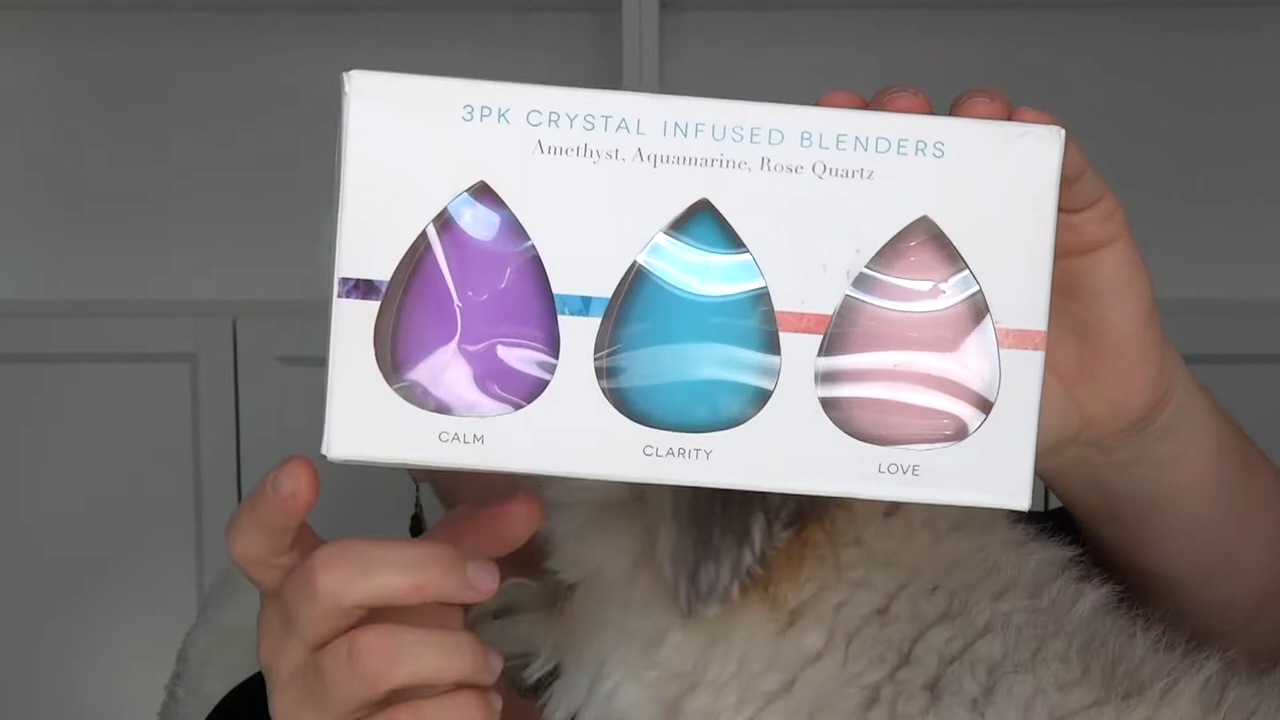 3PK CRYSTAL INFUSED BLENDERS
Amethyst, Aquamarine, Rose Quartz
CALM
CLARITY
LOVE